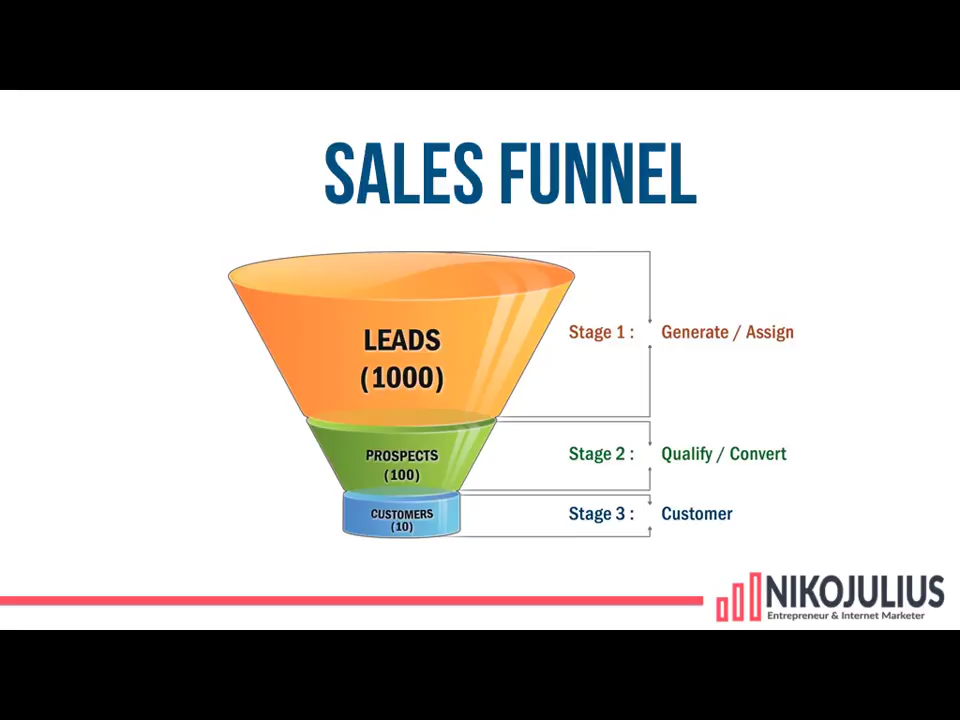 SALES FUNNEL
LEADS
(1000)
Stage 1 : Generate / Assign
PROSPECTS
(100)
Stage 2 : Qualify / Convert
CUSTOMERS
(10)
Stage 3 : Customer
NIKOJULIUS
Entrepreneur & Internet Marketer